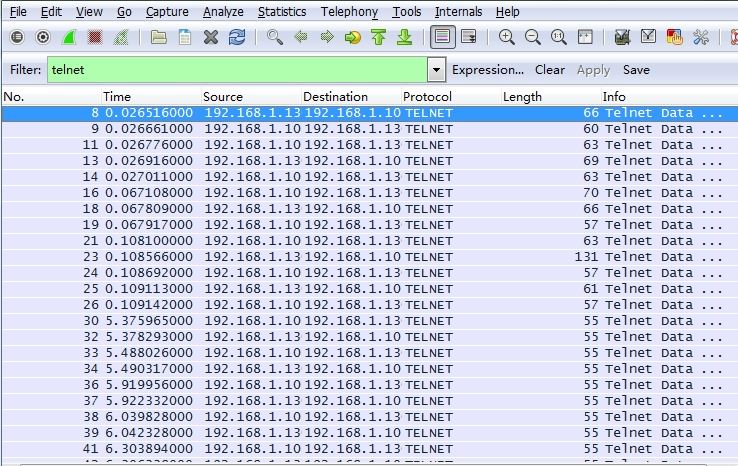 File Edit View Go Capture Analyze Statistics Telephony Tools Internals Help
Filter: telnet Expression... Clear Apply Save
No. Time Source Destination Protocol Length Info
8 0.026516000 192.168.1.13 192.168.1.10 TELNET 66 Telnet Data ...
9 0.026661000 192.168.1.10 192.168.1.13 TELNET 60 Telnet Data ...
11 0.026776000 192.168.1.13 192.168.1.10 TELNET 63 Telnet Data ...
13 0.026916000 192.168.1.13 192.168.1.10 TELNET 69 Telnet Data ...
14 0.027011000 192.168.1.10 192.168.1.13 TELNET 63 Telnet Data ...
16 0.067108000 192.168.1.10 192.168.1.13 TELNET 70 Telnet Data ...
18 0.067809000 192.168.1.13 192.168.1.10 TELNET 66 Telnet Data ...
19 0.067917000 192.168.1.10 192.168.1.13 TELNET 57 Telnet Data ...
21 0.108100000 192.168.1.13 192.168.1.10 TELNET 63 Telnet Data ...
23 0.108566000 192.168.1.10 192.168.1.13 TELNET 131 Telnet Data ...
24 0.108692000 192.168.1.13 192.168.1.10 TELNET 57 Telnet Data ...
25 0.109113000 192.168.1.10 192.168.1.13 TELNET 61 Telnet Data ...
26 0.109142000 192.168.1.13 192.168.1.10 TELNET 57 Telnet Data ...
30 5.375965000 192.168.1.10 192.168.1.13 TELNET 55 Telnet Data ...
32 5.378293000 192.168.1.13 192.168.1.10 TELNET 55 Telnet Data ...
33 5.488026000 192.168.1.10 192.168.1.13 TELNET 55 Telnet Data ...
34 5.490317000 192.168.1.13 192.168.1.10 TELNET 55 Telnet Data ...
36 5.919956000 192.168.1.10 192.168.1.13 TELNET 55 Telnet Data ...
37 5.922332000 192.168.1.13 192.168.1.10 TELNET 55 Telnet Data ...
38 6.039828000 192.168.1.10 192.168.1.13 TELNET 55 Telnet Data ...
39 6.042328000 192.168.1.13 192.168.1.10 TELNET 55 Telnet Data ...
41 6.303894000 192.168.1.10 192.168.1.13 TELNET 55 Telnet Data ...